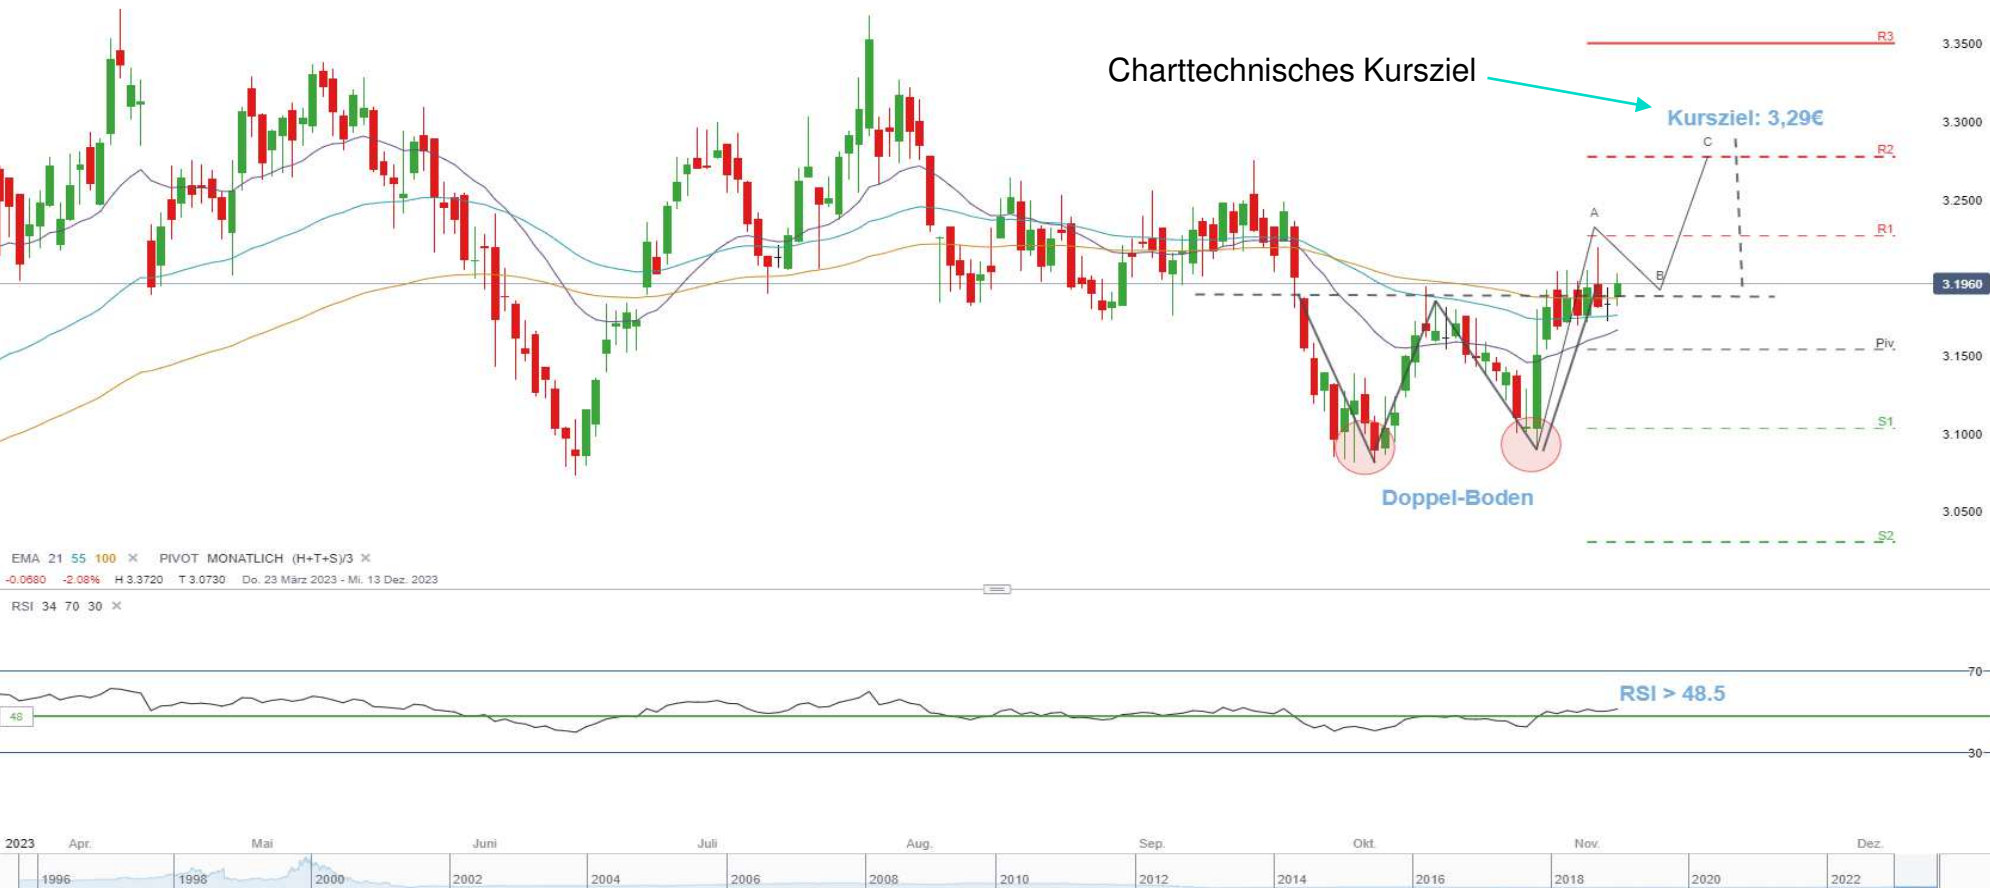 R3
3.3500
Charttechnisches Kursziel
Kursziel: 3,29€
3.3000
C
R2
3.2500
A
R1
B
3.1960
Piv
3.1500
S1
3.1000
Doppel-Boden
3.0500
S2
EMA 21 55 100 × PIVOT MONATLICH (H+T+S)/3 ×
-0.0680 -2.08% H 3.3720 T 3.0730 Do. 23 März 2023 - Mi. 13 Dez. 2023
RSI 34 70 30 ×
70
RSI > 48.5
48
30
2023 Apr. Mai Juni Juli Aug. Sep. Okt. Nov. Dez.
1996 1998 2000 2002 2004 2006 2008 2010 2012 2014 2016 2018 2020 2022